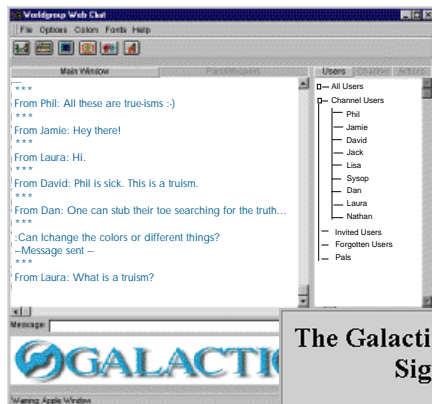 Worldgroup Web Chat
File Options Colors Fonts Help
Main Window
Users Channel Actions
***
From Phil: All these are true-isms :-)
***
From Jamie: Hey there!
***
From Laura: Hi.
***
From David: Phil is sick. This is a truism.
***
From Dan: One can stub their toe searching for the truth...
***
:Can Ichange the colors or different things?
--Message sent --
***
From Laura: What is a truism?
All Users
Channel Users
Phil
Jamie
David
Jack
Lisa
Sysop
Dan
Laura
Nathan
Invited Users
Forgotten Users
Pals
Message:
GALACTIC
The Galacti
Sig
Warning: Applet Window